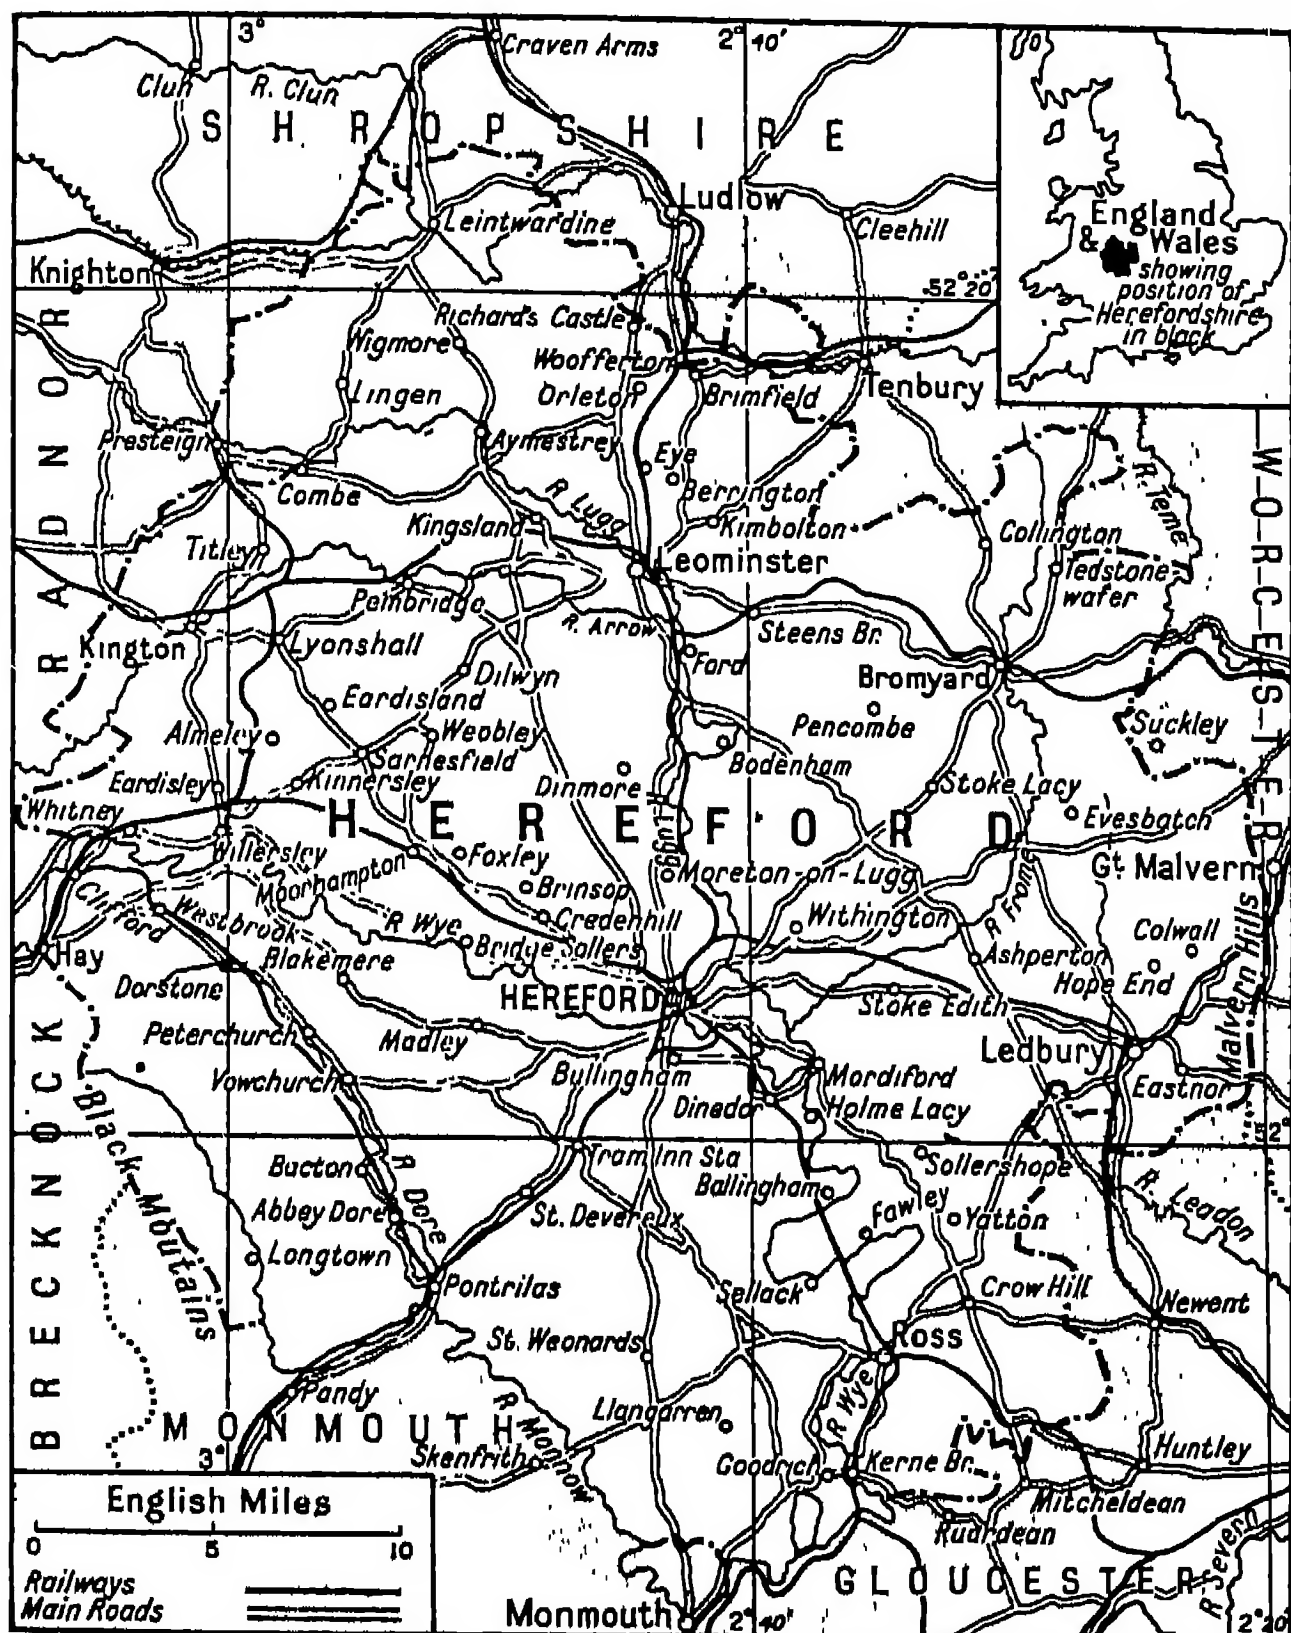 3°
2° 40'
Craven Arms
Clun
R. Clun
SHROPSHIRE
Ludlow
Leintwardine
Cleehill
England
& Wales
showing
position of
Herefordshire
in black
Knighton
52° 20'
Richard's Castle
Wigmore
Woofferton
Lingen
Orleton
Brimfield
Tenbury
RADNOR
Presteign
Aymestrey
Eye
Combe
Berrington
R. Lugg
Kingsland
Kimbolton
R. Teme
WORCESTER
Titley
Leominster
Collington
Tedstone
wafer
Pembridge
R. Arrow
Steens Br.
Kington
Lyonshall
Dilwyn
Ford
Bromyard
Eardisland
Pencombe
Almeley
Weobley
Suckley
Sarnesfield
Bodenham
Eardisley
Kinnersley
Dinmore
Stoke Lacy
Whitney
HEREFORD
Evesbatch
Willersley
Foxley
R. Lugg
Gt. Malvern
Moorhampton
Brinsop
Moreton-on-Lugg
Clifford
Westbrook
Credenhill
Withington
R Frome
R Wye
Bridge Sollers
Colwall
Hay
Blakemere
Ashperton
Hope End
Malvern Hills
Dorstone
HEREFORD
Stoke Edith
Peterchurch
Madley
Ledbury
Vowchurch
Bullingham
Mordiford
Eastnor
Dinedor
Holme Lacy
BRECKNOCK
Black Moutains
52°
Bacton
R Dore
Tram Inn Sta
Sollershope
Ballingham
R. Leadon
Abbey Dore
St. Devereux
Fawley
Yatton
Longtown
Pontrilas
Sellack
Crow Hill
Newent
St. Weonards
Ross
Pandy
R Wye
Llangarren
MONMOUTH
R Monnow
Skenfrith
Goodrich
Kerne Br.
Huntley
Mitcheldean
3°
Ruardean
English Miles
0 5 10
Railways
Main Roads
GLOUCESTER
R Severn
Monmouth
2° 40'
2° 20'